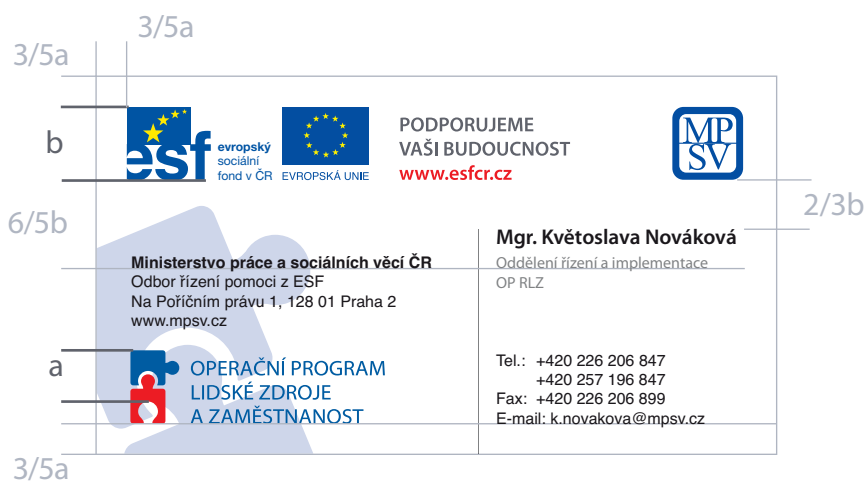 3/5a
3/5a
b
esf
evropský
sociální
fond v ČR
EVROPSKÁ UNIE
PODPORUJEME
VAŠI BUDOUCNOST
www.esfcr.cz
MP
SV
2/3b
6/5b
Ministerstvo práce a sociálních věcí ČR
Odbor řízení pomoci z ESF
Na Poříčním právu 1, 128 01 Praha 2
www.mpsv.cz
Mgr. Květoslava Nováková
Oddělení řízení a implementace
OP RLZ
a
OPERAČNÍ PROGRAM
LIDSKÉ ZDROJE
A ZAMĚSTNANOST
Tel.: +420 226 206 847
+420 257 196 847
Fax: +420 226 206 899
E-mail: k.novakova@mpsv.cz
3/5a